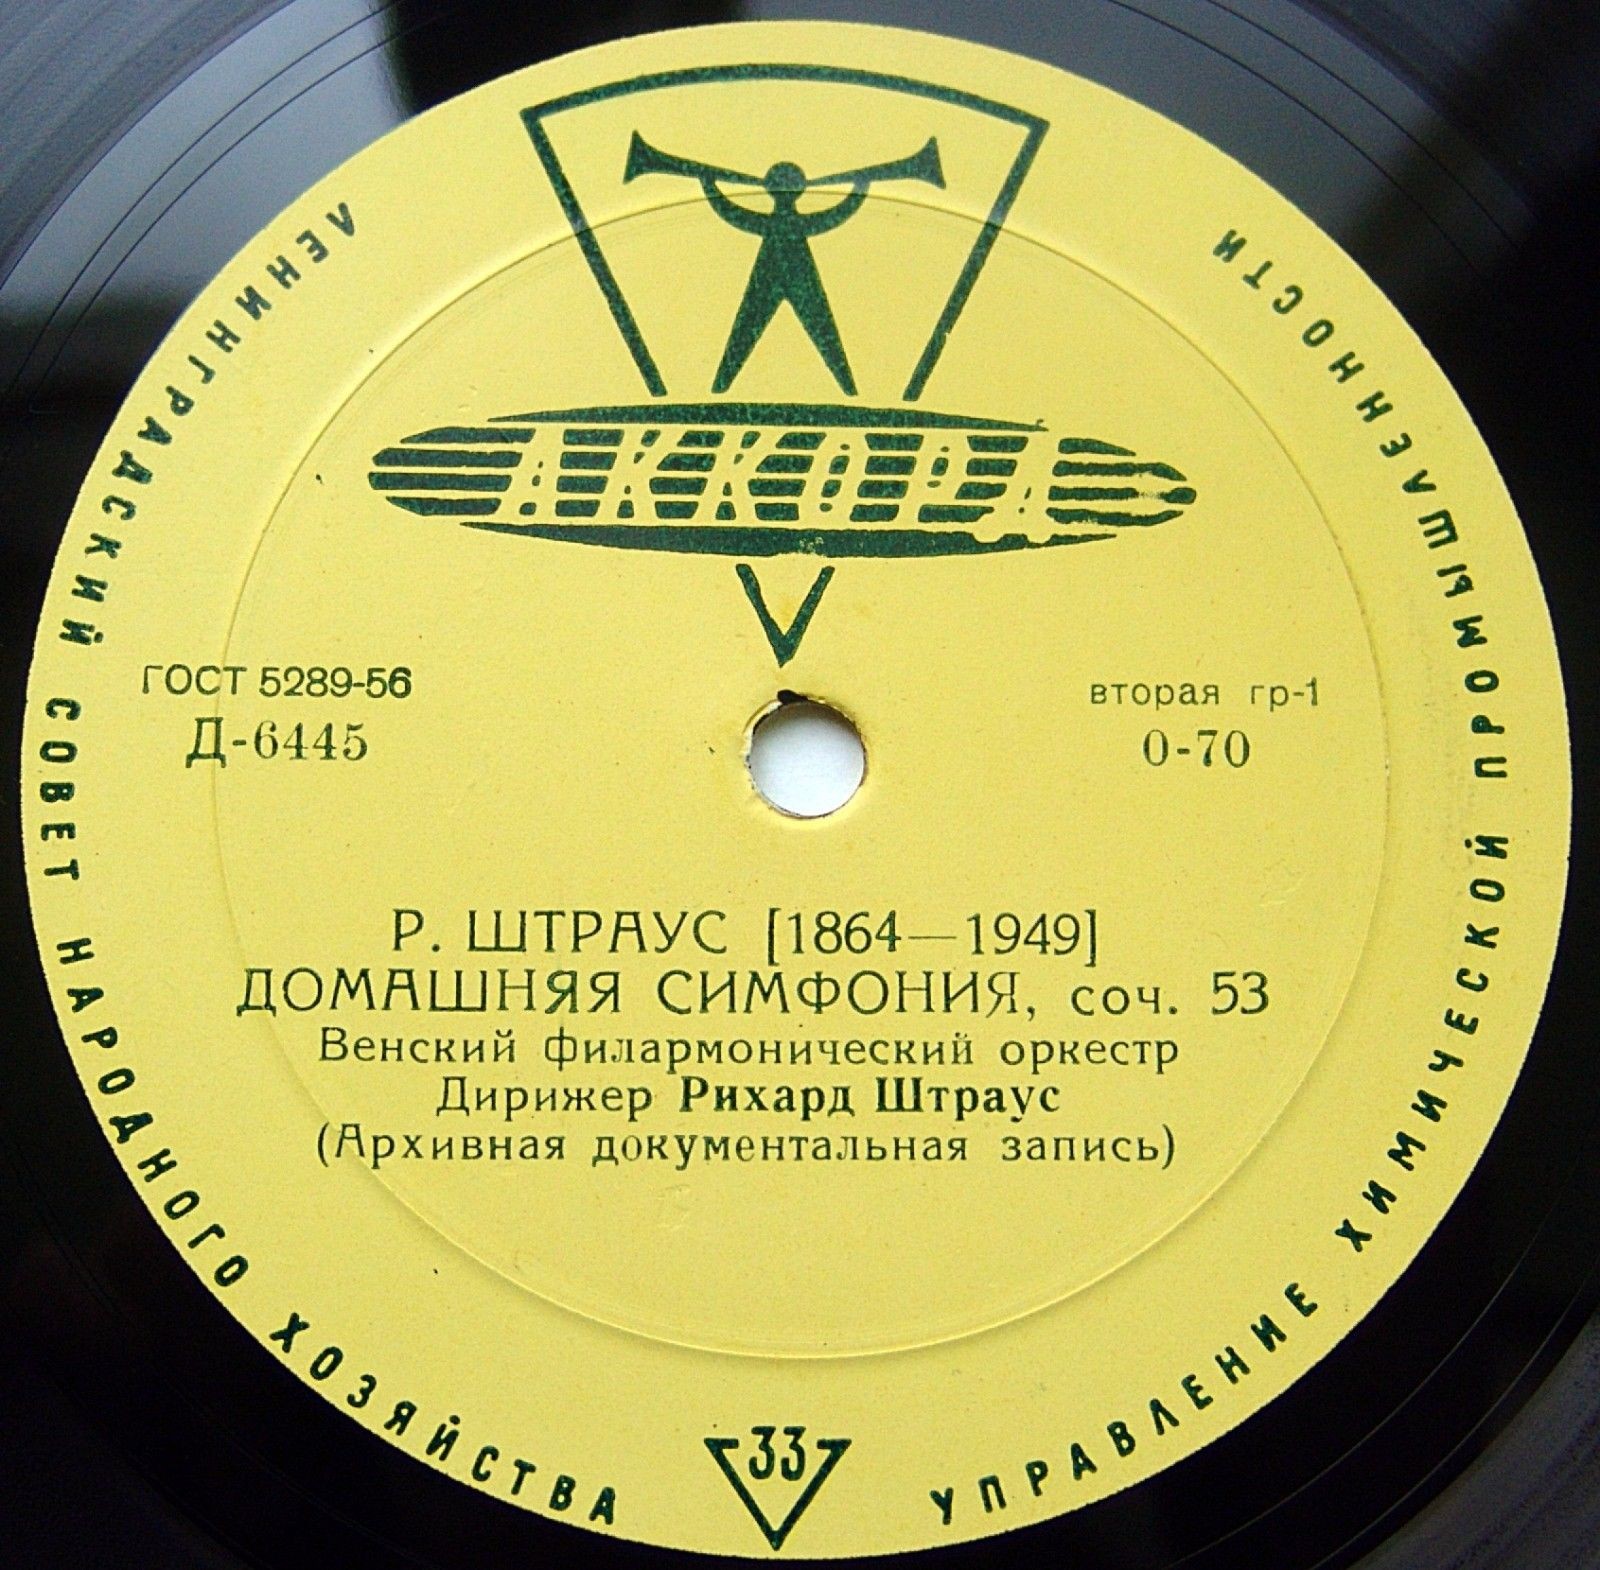 ЛЕНИНГРАДСКИЙ СОВЕТ НАРОДНОГО ХОЗЯЙСТВА
УПРАВЛЕНИЕ ХИМИЧЕСКОЙ ПРОМЫШЛЕННОСТИ
АККОРД
ГОСТ 5289-56
Д-6445
вторая гр-1
0-70
Р. ШТРАУС [1864—1949]
ДОМАШНЯЯ СИМФОНИЯ, соч. 53
Венский филармонический оркестр
Дирижер Рихард Штраус
(Архивная документальная запись)
33